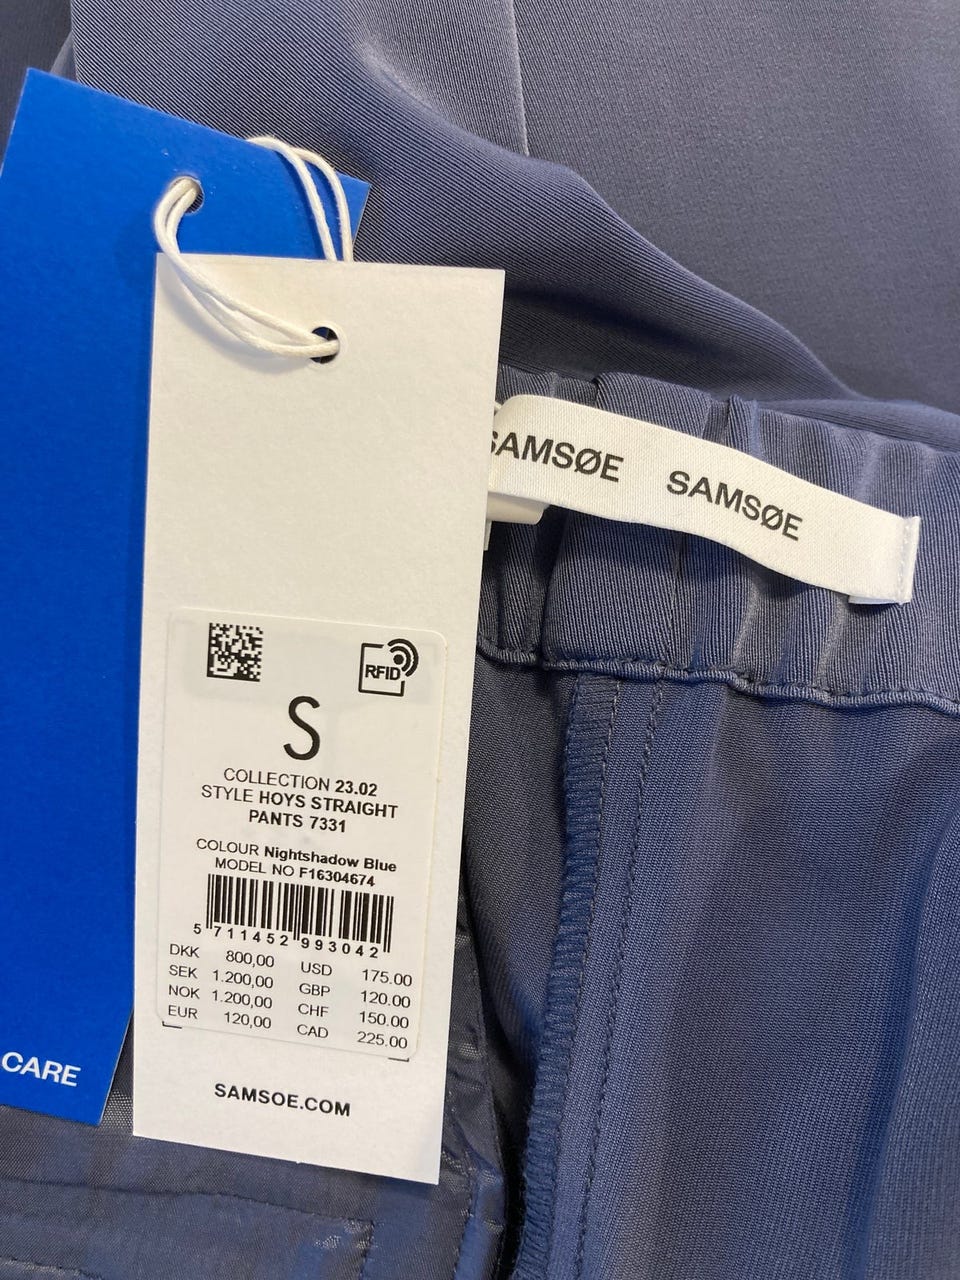 SAMSØE SAMSØE
RFID
S
COLLECTION 23.02
STYLE HOYS STRAIGHT
PANTS 7331
COLOUR Nightshadow Blue
MODEL NO F16304674
5 711452 993042
DKK 800,00 USD 175.00
SEK 1.200,00 GBP 120.00
NOK 1.200,00 CHF 150.00
EUR 120,00 CAD 225.00
SAMSOE.COM
CARE